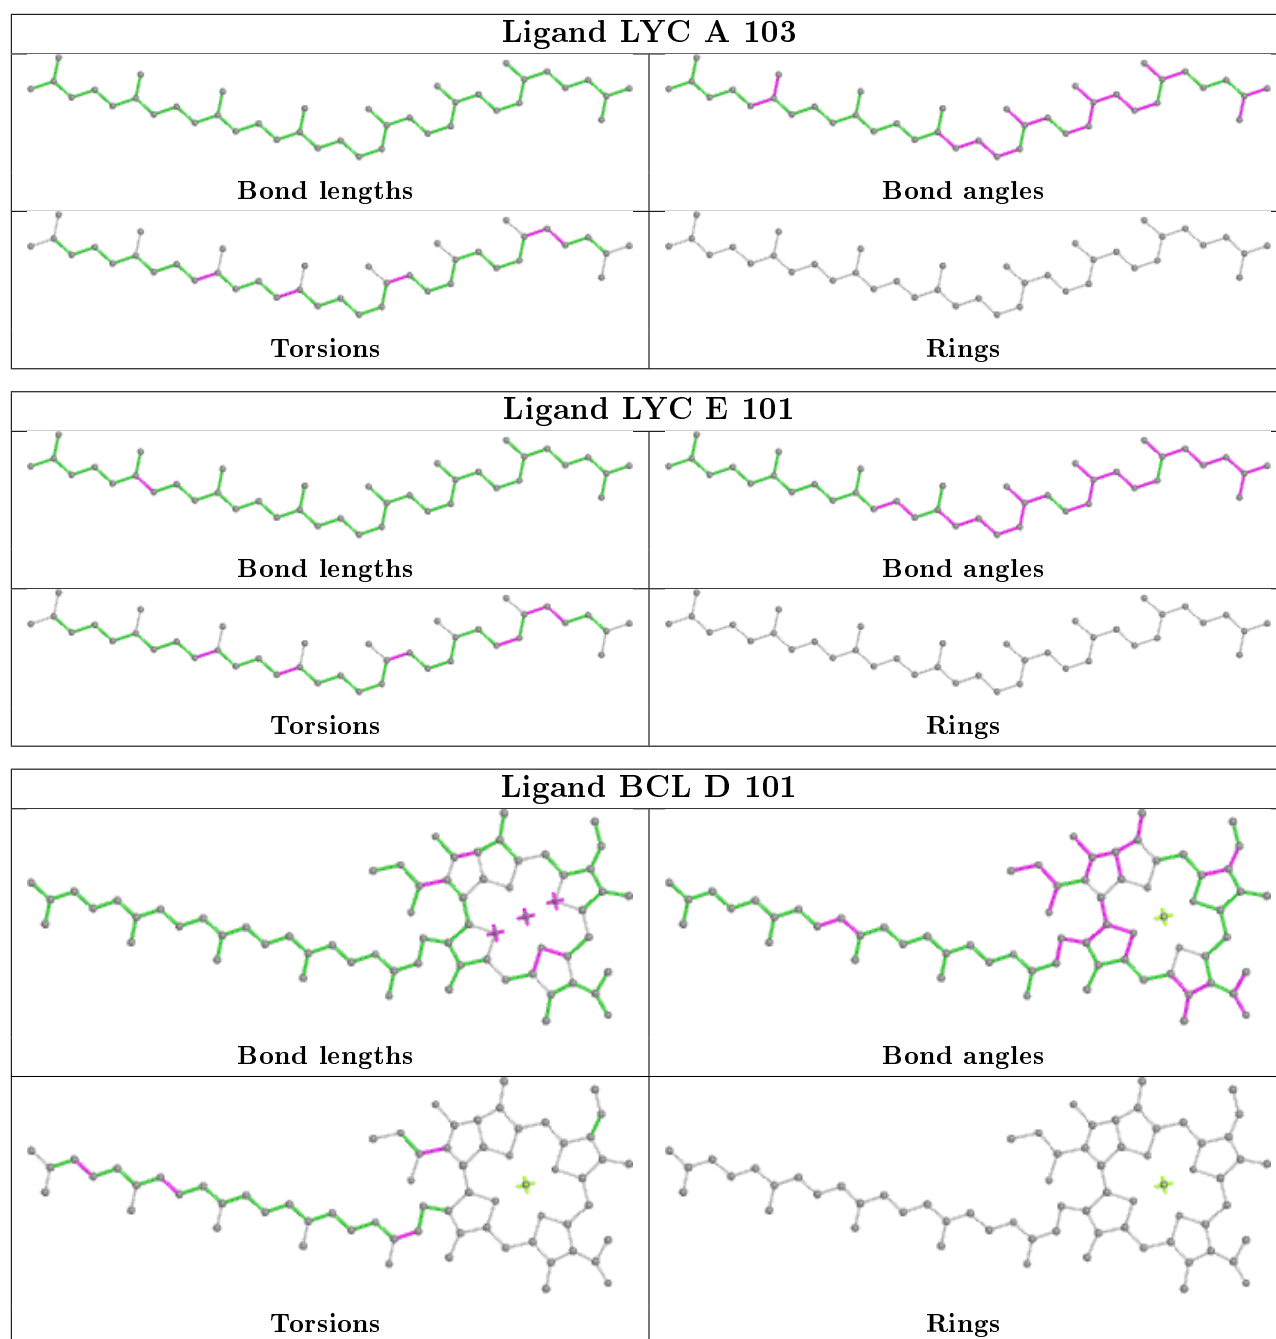 Ligand LYC A 103
Bond lengths
Bond angles
Torsions
Rings
Ligand LYC E 101
Bond lengths
Bond angles
Torsions
Rings
Ligand BCL D 101
Bond lengths
Bond angles
Torsions
Rings